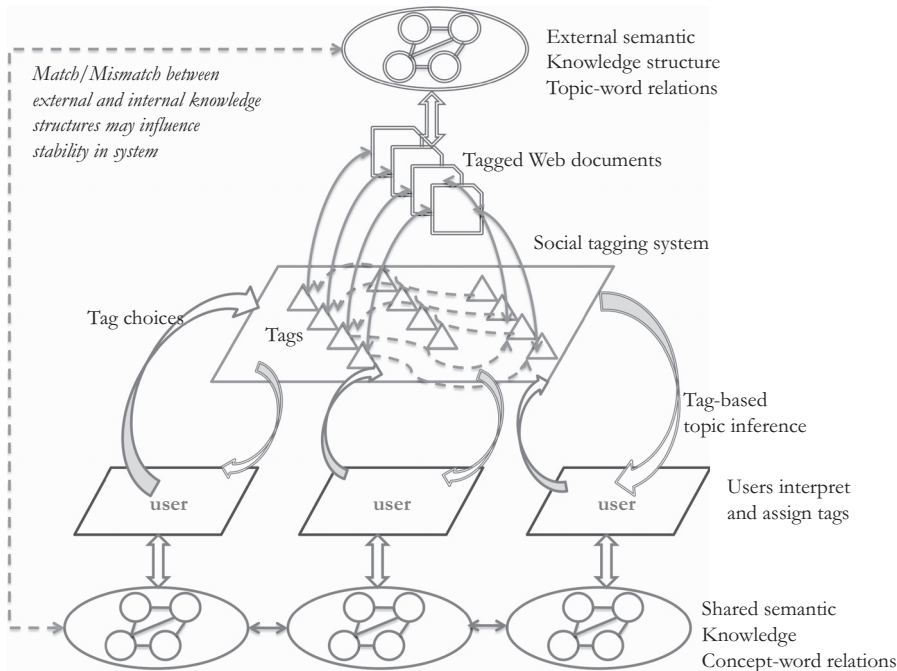 External semantic
Knowledge structure
Topic-word relations
Match/Mismatch between
external and internal knowledge
structures may influence
stability in system
Tagged Web documents
Social tagging system
Tag choices
Tags
Tag-based
topic inference
user
user
user
Users interpret
and assign tags
Shared semantic
Knowledge
Concept-word relations